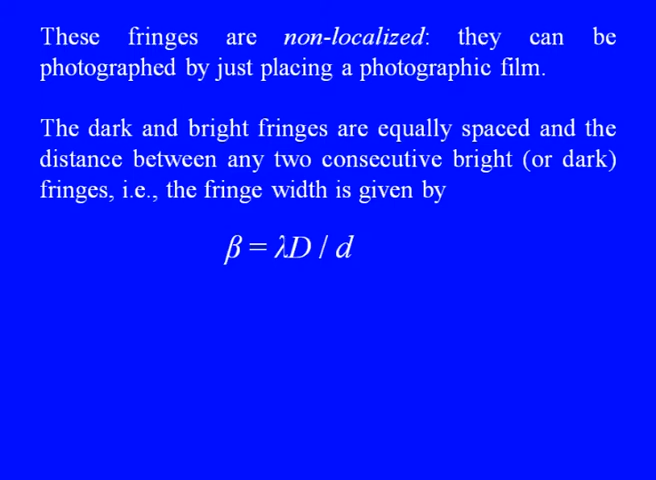 These fringes are non-localized: they can be
photographed by just placing a photographic film.
The dark and bright fringes are equally spaced and the
distance between any two consecutive bright (or dark)
fringes, i.e., the fringe width is given by
β = λD / d